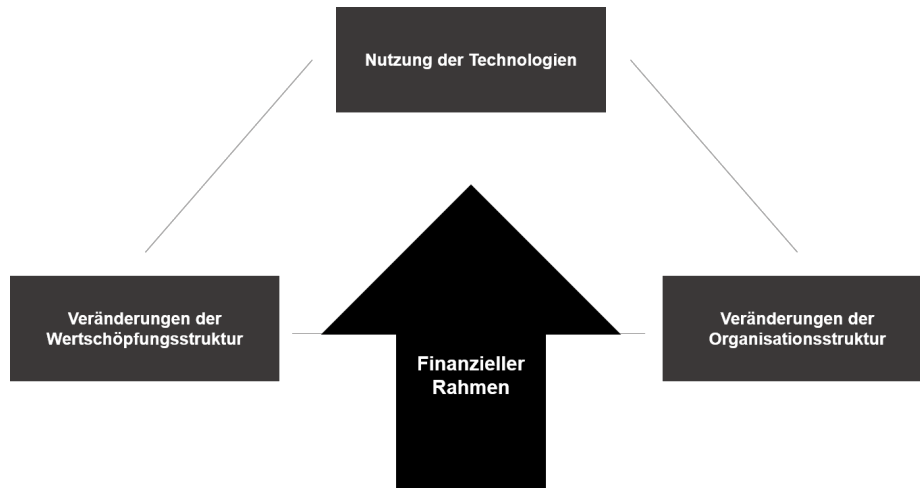 Nutzung der Technologien
Veränderungen der
Wertschöpfungsstruktur
Finanzieller
Rahmen
Veränderungen der
Organisationsstruktur